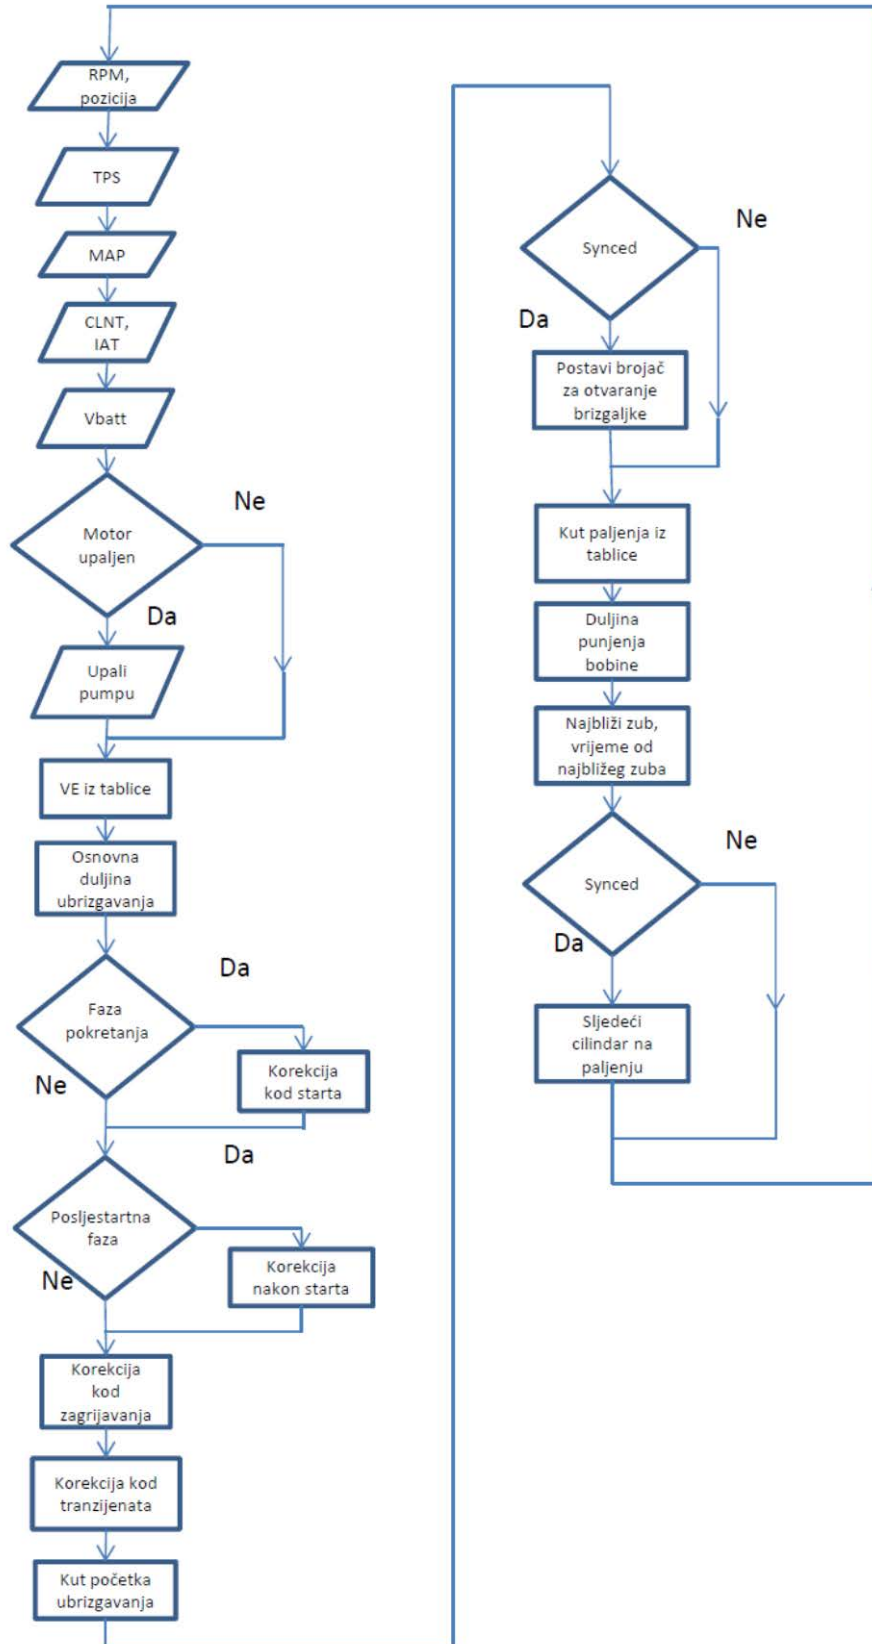 RPM,
pozicija
TPS
MAP
CLNT,
IAT
Vbatt
Motor
upaljen
Ne
Da
Upali
pumpu
VE iz tablice
Osnovna
duljina
ubrizgavanja
Faza
pokretanja
Da
Ne
Korekcija
kod starta
Posljestartna
faza
Da
Ne
Korekcija
nakon starta
Korekcija
kod
zagrijavanja
Korekcija kod
tranzijenata
Kut početka
ubrizgavanja
Synced
Ne
Da
Postavi brojač
za otvaranje
brizgaljke
Kut paljenja iz
tablice
Duljina
punjenja
bobine
Najbliži zub,
vrijeme od
najbližeg zuba
Synced
Ne
Da
Sljedeći
cilindar na
paljenju